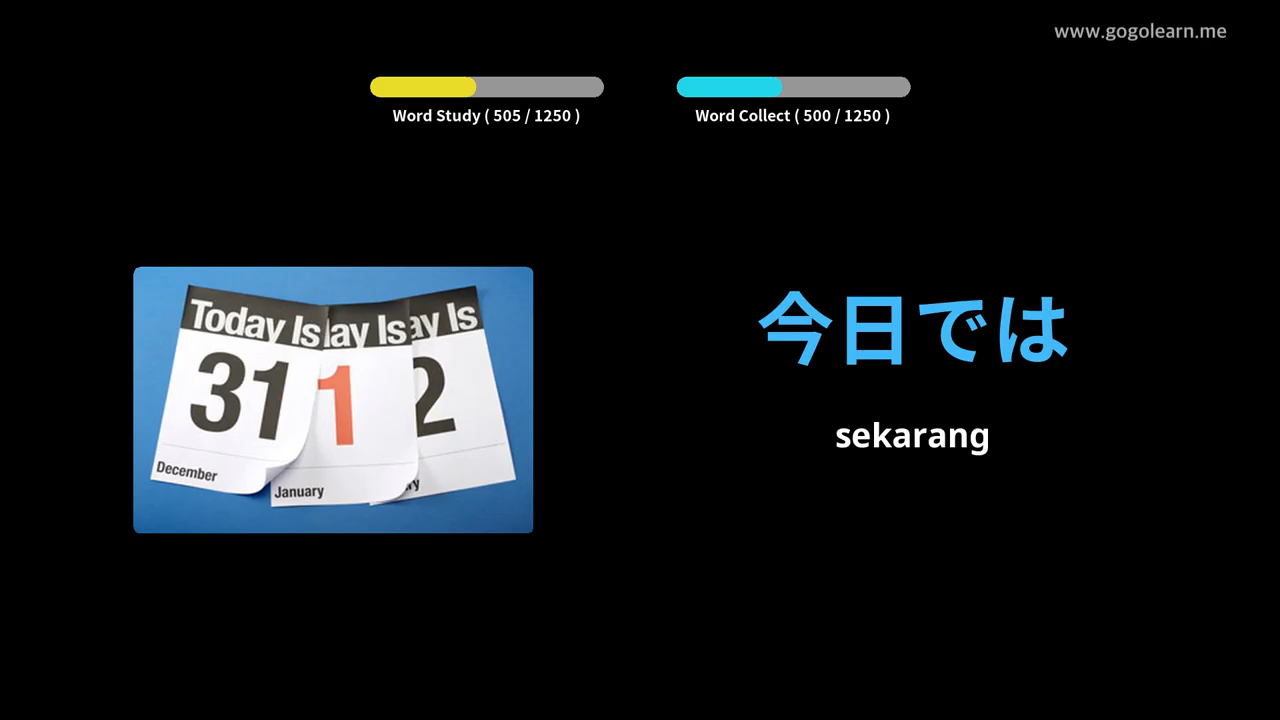 www.gogolearn.me
Word Study ( 505 / 1250 )
Word Collect ( 500 / 1250 )
Today Is
31
December
ay Is
1
January
ay Is
2
ry
今日では
sekarang